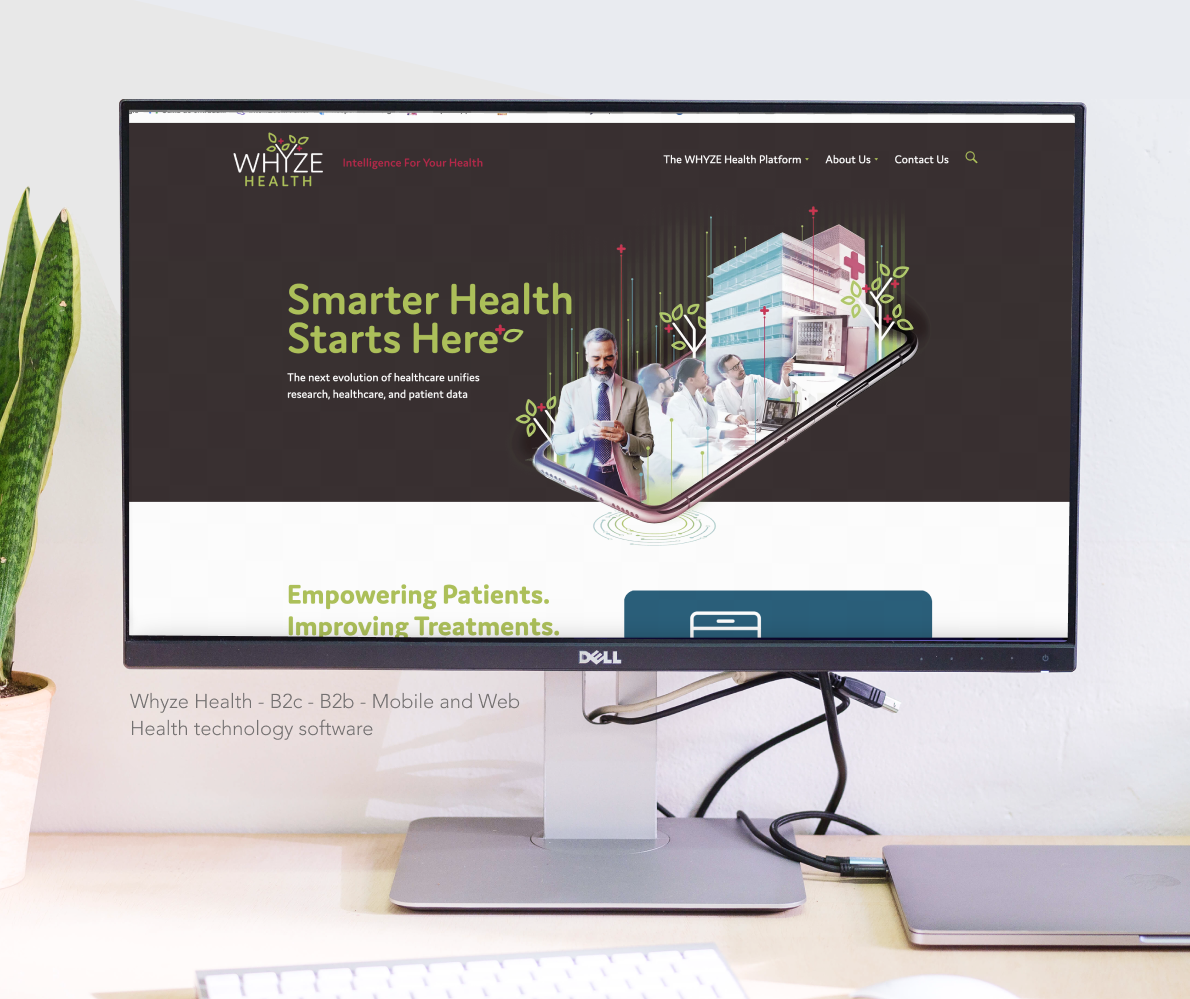 WHYZE
HEALTH
Intelligence For Your Health
The WHYZE Health Platform
About Us
Contact Us
Smarter Health
Starts Here
The next evolution of healthcare unifies
research, healthcare, and patient data
Empowering Patients.
Improving Treatments.
DELL
Whyze Health - B2c - B2b - Mobile and Web
Health technology software